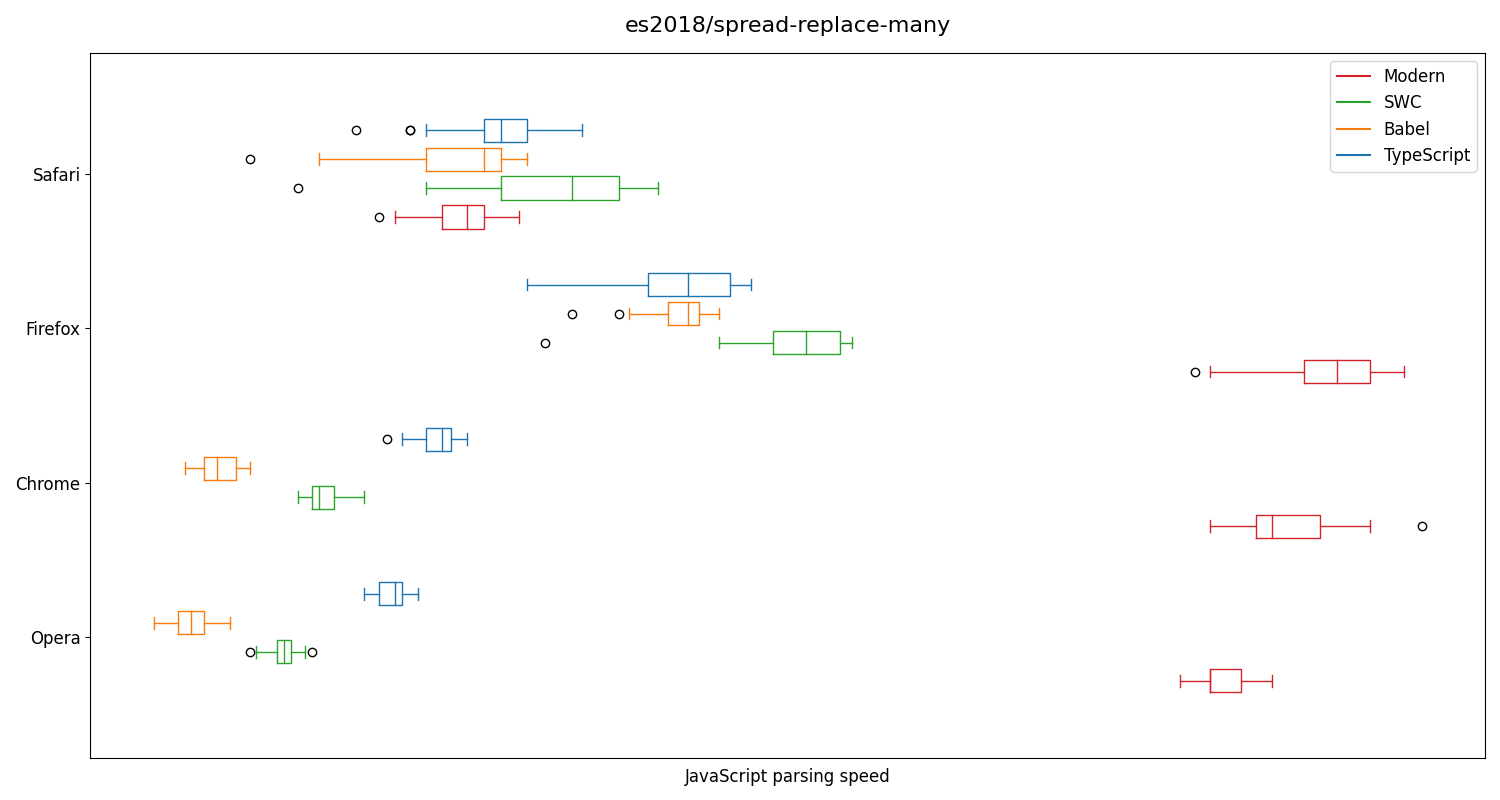 es2018/spread-replace-many
Modern
SWC
Babel
TypeScript
Safari
Firefox
Chrome
Opera
JavaScript parsing speed